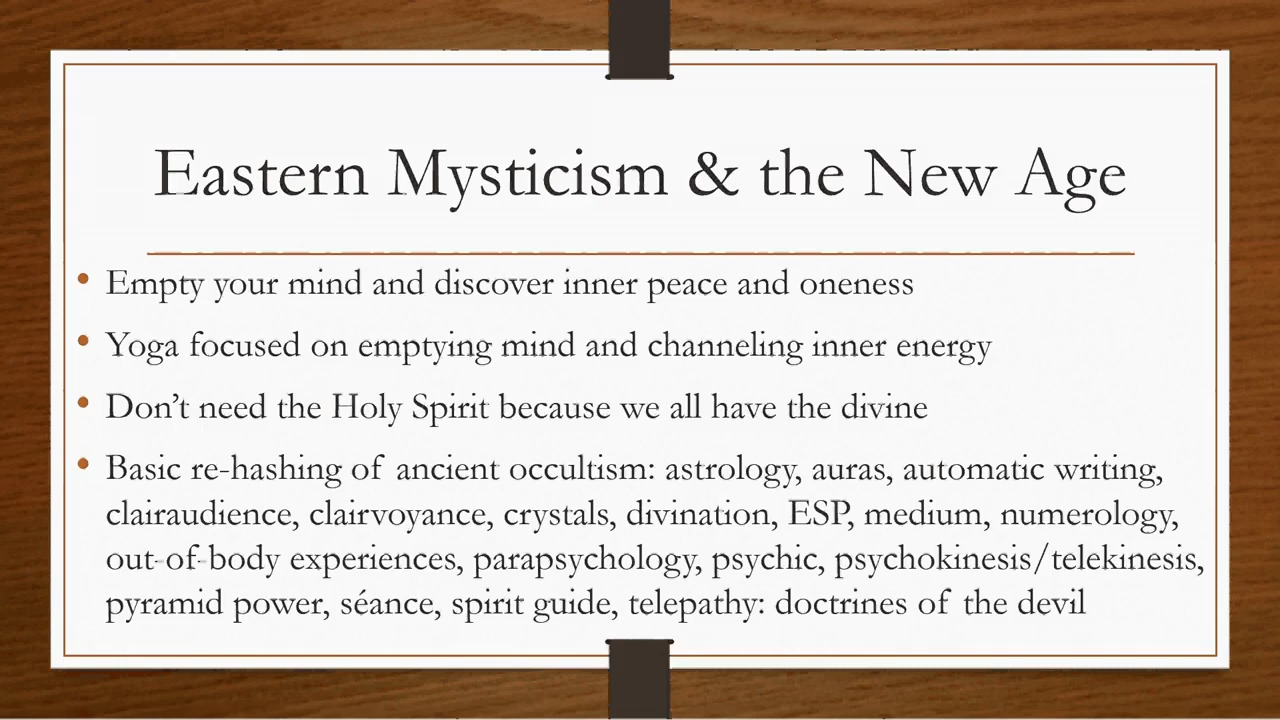 Eastern Mysticism & the New Age
• Empty your mind and discover inner peace and oneness
• Yoga focused on emptying mind and channeling inner energy
• Don’t need the Holy Spirit because we all have the divine
• Basic re-hashing of ancient occultism: astrology, auras, automatic writing,
clairaudience, clairvoyance, crystals, divination, ESP, medium, numerology,
out-of-body experiences, parapsychology, psychic, psychokinesis/telekinesis,
pyramid power, séance, spirit guide, telepathy: doctrines of the devil